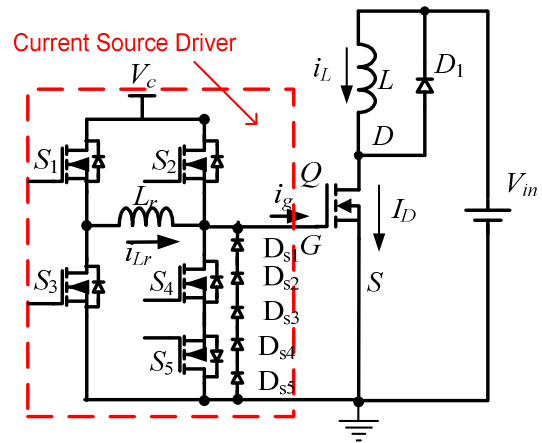 Current Source Driver
V_c
i_L
L
D_1
D
S_1
S_2
Q
L_r
i_g
I_D
V_in
i_Lr
G
D_s1
S_3
S_4
D_s2
S
D_s3
S_5
D_s4
D_s5